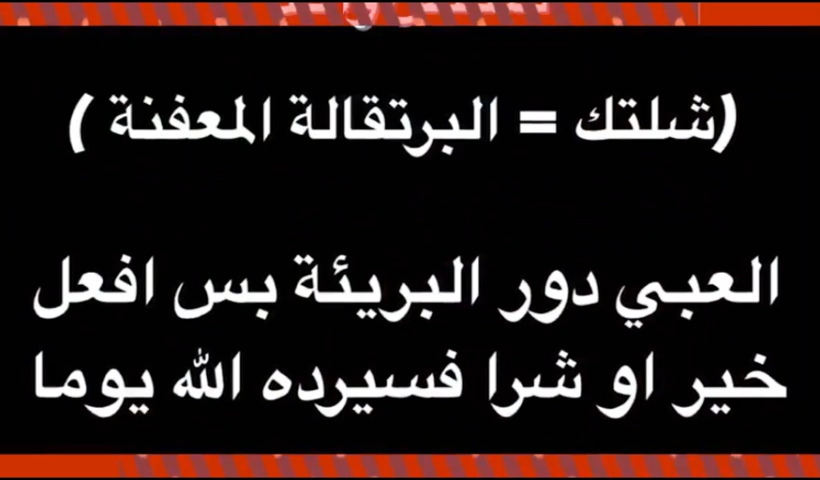 (شلتك = البرتقالة المعفنة )
العبي دور البريئة بس افعل
خير او شرا فسيرده الله يوما